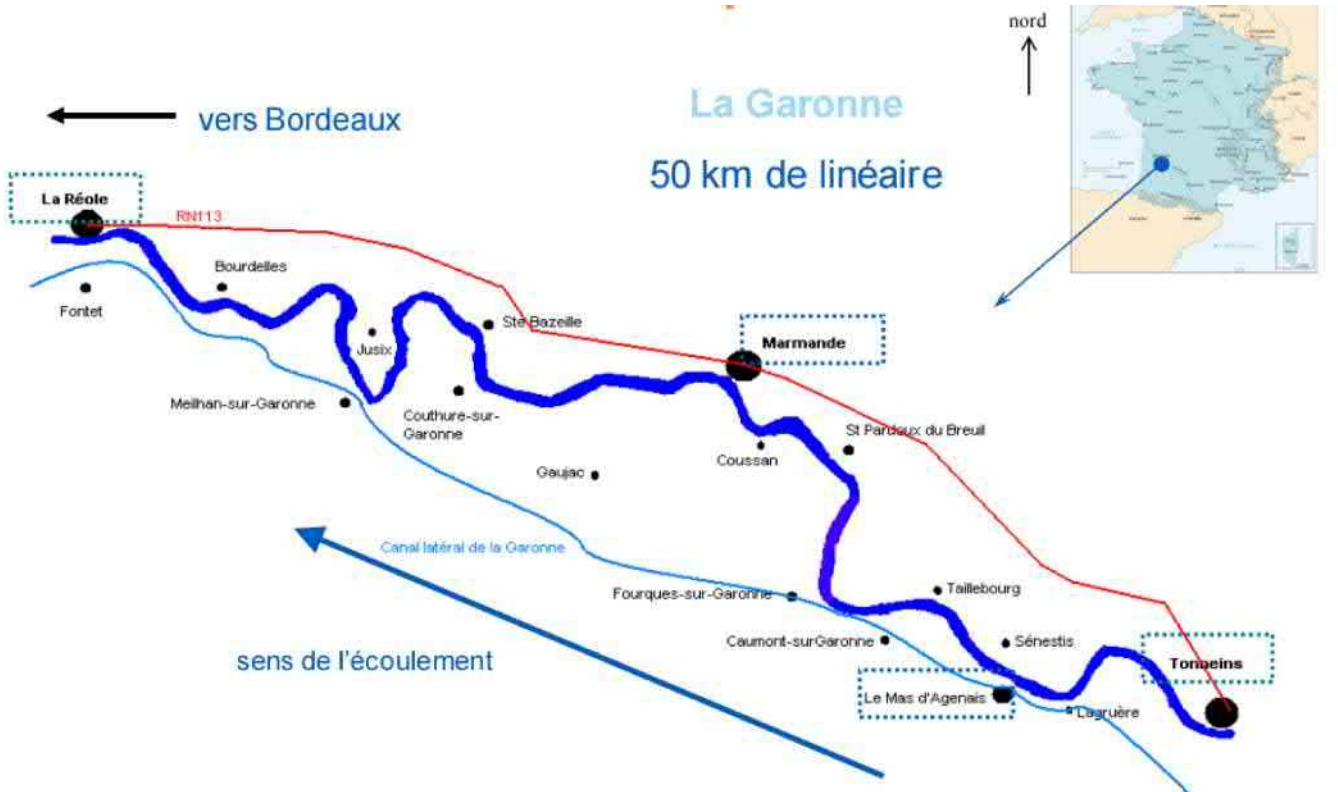 nord
La Garonne
vers Bordeaux
50 km de linéaire
La Réole
RN113
Bourdelles
Fontet
Ste Bazeille
Jusix
Marmande
Meilhan-sur-Garonne
Couthure-sur-
Garonne
St Pardoux du Breuil
Coussan
Gaujac
Canal latéral de la Garonne
Fourques-sur-Garonne
Taillebourg
Caumont-surGaronne
Sénestis
sens de l'écoulement
Tonneins
Le Mas d'Agenais
Lagruère